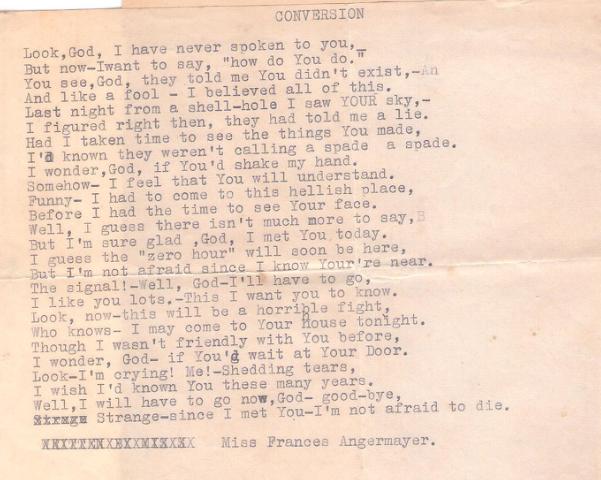 CONVERSION
Look,God, I have never spoken to you,_
But now-Iwant to say, "how do You do."
You see,God, they told me You didn't exist,-An
And like a fool - I believed all of this.
Last night from a shell-hole I saw YOUR sky,-
I figured right then, they had told me a lie.
Had I taken time to see the things You made,
I'd known they weren't calling a spade a spade.
I wonder,God, if You'd shake my hand.
Somehow- I feel that You will understand.
Funny- I had to come to this hellish place,
Before I had the time to see Your face.
Well, I guess there isn't much more to say,B
But I'm sure glad ,God, I met You today.
I guess the "zero hour" will soon be here,
But I'm not afraid since I know Your're near.
The signal!-Well, God-I'll have to go,
I like you lots.-This I want you to know.
Look, now-this will be a horrible fight,
Who knows- I may come to Your House tonight.
Though I wasn't friendly with You before,
I wonder, God- if You'd wait at Your Door.
Look-I'm crying! Me!-Shedding tears,
I wish I'd known You these many years.
Well,I will have to go now,God- good-bye,
Strange-since I met You-I'm not afraid to die.
Miss Frances Angermayer.